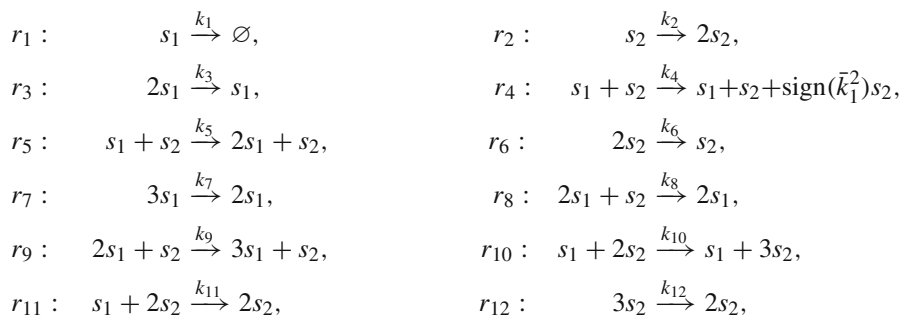 r₁ : s₁ —k₁→ ∅, r₂ : s₂ —k₂→ 2s₂,
r₃ : 2s₁ —k₃→ s₁, r₄ : s₁ + s₂ —k₄→ s₁+s₂+sign(k̄₁²)s₂,
r₅ : s₁ + s₂ —k₅→ 2s₁ + s₂, r₆ : 2s₂ —k₆→ s₂,
r₇ : 3s₁ —k₇→ 2s₁, r₈ : 2s₁ + s₂ —k₈→ 2s₁,
r₉ : 2s₁ + s₂ —k₉→ 3s₁ + s₂, r₁₀ : s₁ + 2s₂ —k₁₀→ s₁ + 3s₂,
r₁₁ : s₁ + 2s₂ —k₁₁→ 2s₂, r₁₂ : 3s₂ —k₁₂→ 2s₂,